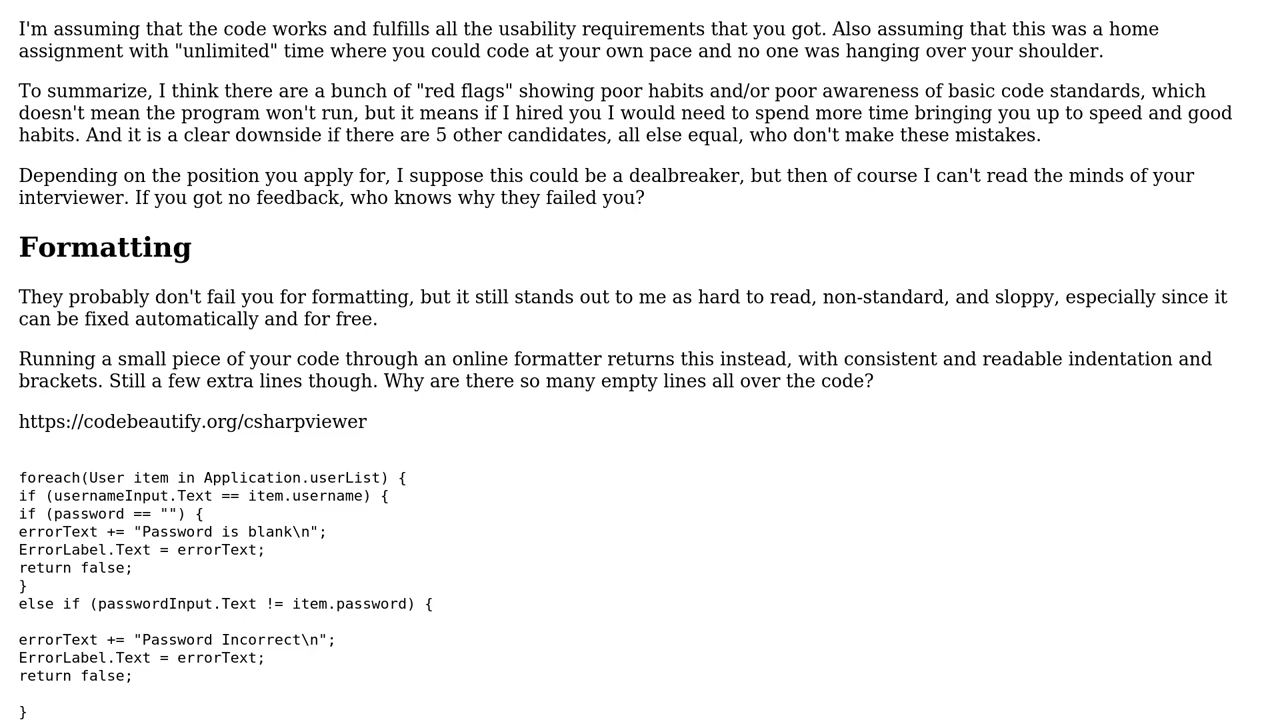 I'm assuming that the code works and fulfills all the usability requirements that you got. Also assuming that this was a home
assignment with "unlimited" time where you could code at your own pace and no one was hanging over your shoulder.
To summarize, I think there are a bunch of "red flags" showing poor habits and/or poor awareness of basic code standards, which
doesn't mean the program won't run, but it means if I hired you I would need to spend more time bringing you up to speed and good
habits. And it is a clear downside if there are 5 other candidates, all else equal, who don't make these mistakes.
Depending on the position you apply for, I suppose this could be a dealbreaker, but then of course I can't read the minds of your
interviewer. If you got no feedback, who knows why they failed you?
Formatting
They probably don't fail you for formatting, but it still stands out to me as hard to read, non-standard, and sloppy, especially since it
can be fixed automatically and for free.
Running a small piece of your code through an online formatter returns this instead, with consistent and readable indentation and
brackets. Still a few extra lines though. Why are there so many empty lines all over the code?
https://codebeautify.org/csharpviewer
foreach(User item in Application.userList) {
if (usernameInput.Text == item.username) {
if (password == "") {
errorText += "Password is blank\n";
ErrorLabel.Text = errorText;
return false;
}
else if (passwordInput.Text != item.password) {
errorText += "Password Incorrect\n";
ErrorLabel.Text = errorText;
return false;
}